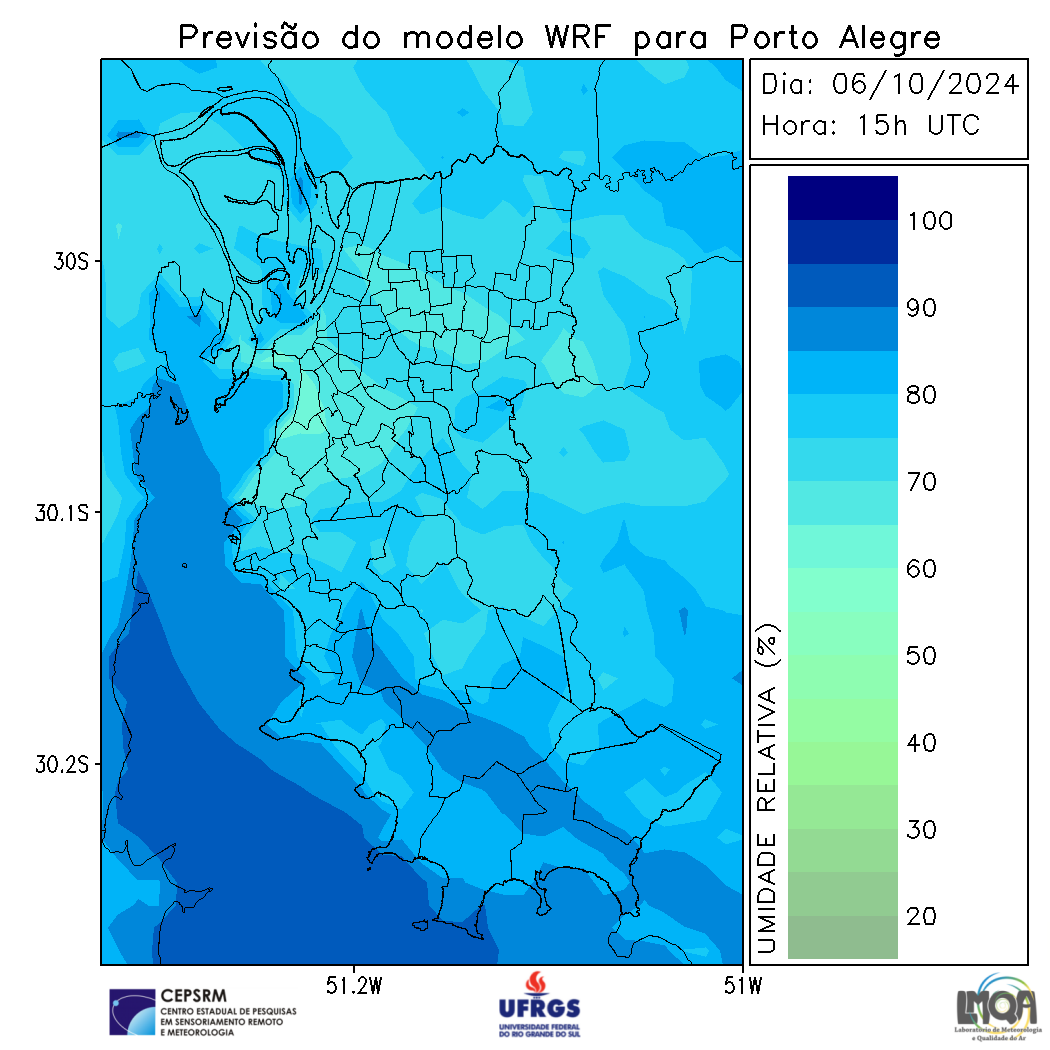 Previsão do modelo WRF para Porto Alegre
Dia: 06/10/2024
Hora: 15h UTC
100
90
80
70
60
50
40
30
20
UMIDADE RELATIVA (%)
30S
30.1S
30.2S
51.2W
51W
CEPSRM
CENTRO ESTADUAL DE PESQUISAS
EM SENSORIAMENTO REMOTO
E METEOROLOGIA
UFRGS
UNIVERSIDADE FEDERAL
DO RIO GRANDE DO SUL
LMQA
Laboratório de Meteorologia
e Qualidade do Ar